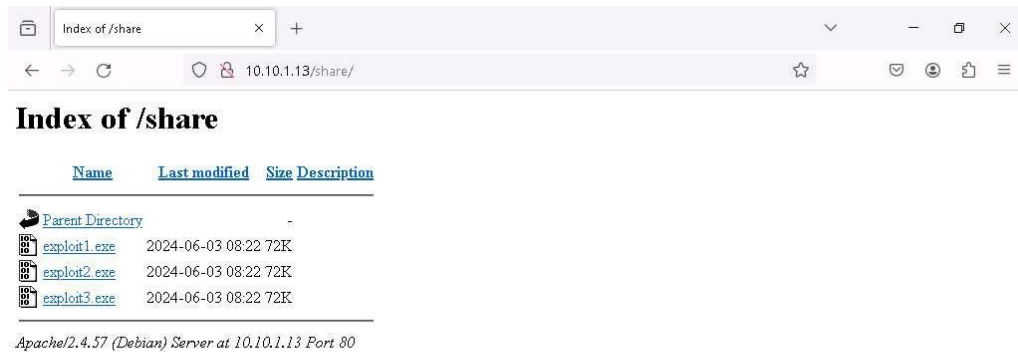 Index of /share
10.10.1.13/share/
Index of /share
Name Last modified Size Description
Parent Directory -
exploit1.exe 2024-06-03 08:22 72K
exploit2.exe 2024-06-03 08:22 72K
exploit3.exe 2024-06-03 08:22 72K
Apache/2.4.57 (Debian) Server at 10.10.1.13 Port 80